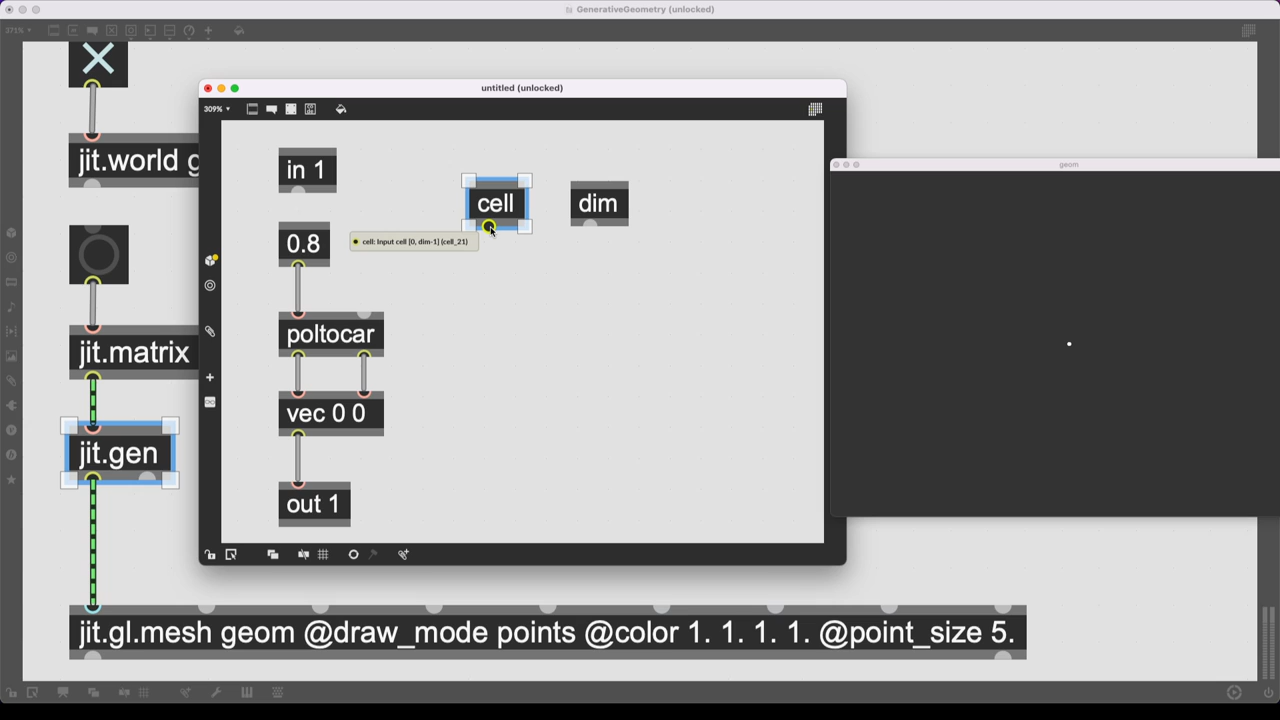 GenerativeGeometry (unlocked)
371%
jit.world g
jit.matrix
jit.gen
untitled (unlocked)
309%
in 1
cell
dim
0.8
cell: Input cell [0, dim-1] (cell_21)
poltocar
vec 0 0
out 1
geom
jit.gl.mesh geom @draw_mode points @color 1. 1. 1. 1. @point_size 5.